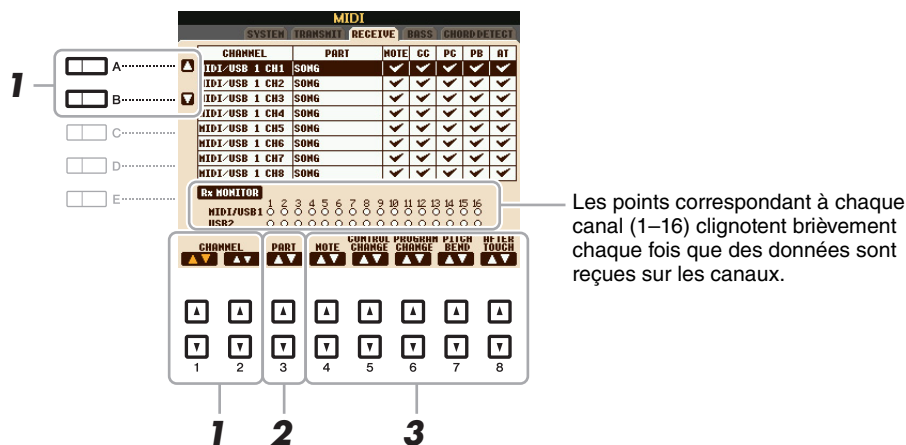 MIDI
SYSTEM TRANSMIT RECEIVE BASS CHORD DETECT
CHANNEL PART NOTE CC PC PB AT
MIDI/USB 1 CH1 SONG
MIDI/USB 1 CH2 SONG
MIDI/USB 1 CH3 SONG
MIDI/USB 1 CH4 SONG
MIDI/USB 1 CH5 SONG
MIDI/USB 1 CH6 SONG
MIDI/USB 1 CH7 SONG
MIDI/USB 1 CH8 SONG
A
1
B
C
D
E
Rx MONITOR
1 2 3 4 5 6 7 8 9 10 11 12 13 14 15 16
MIDI/USB1
USB2
Les points correspondant à chaque
canal (1–16) clignotent brièvement
chaque fois que des données sont
reçues sur les canaux.
CHANNEL PART NOTE CONTROL CHANGE PROGRAM CHANGE PITCH BEND AFTER TOUCH
1 2 3 4 5 6 7 8
1 2 3